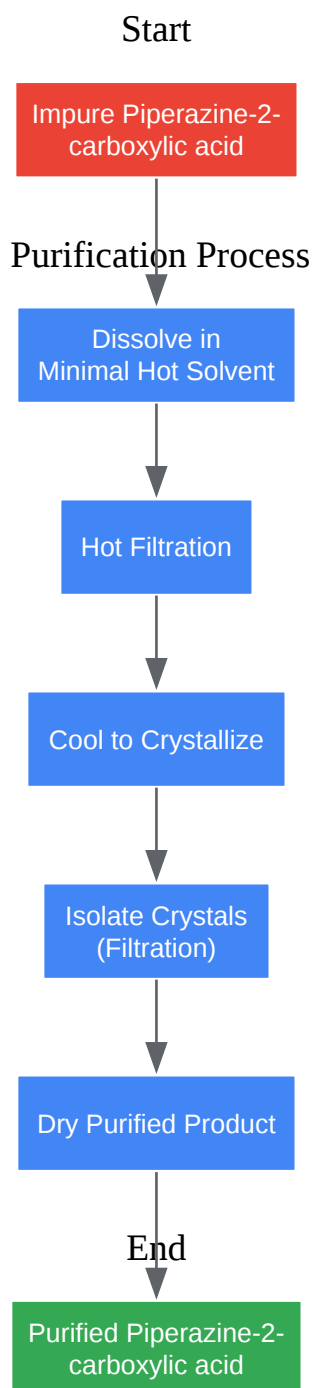 Start
Impure Piperazine-2-
carboxylic acid
Purification Process
Dissolve in
Minimal Hot Solvent
Hot Filtration
Cool to Crystallize
Isolate Crystals
(Filtration)
Dry Purified Product
End
Purified Piperazine-2-
carboxylic acid